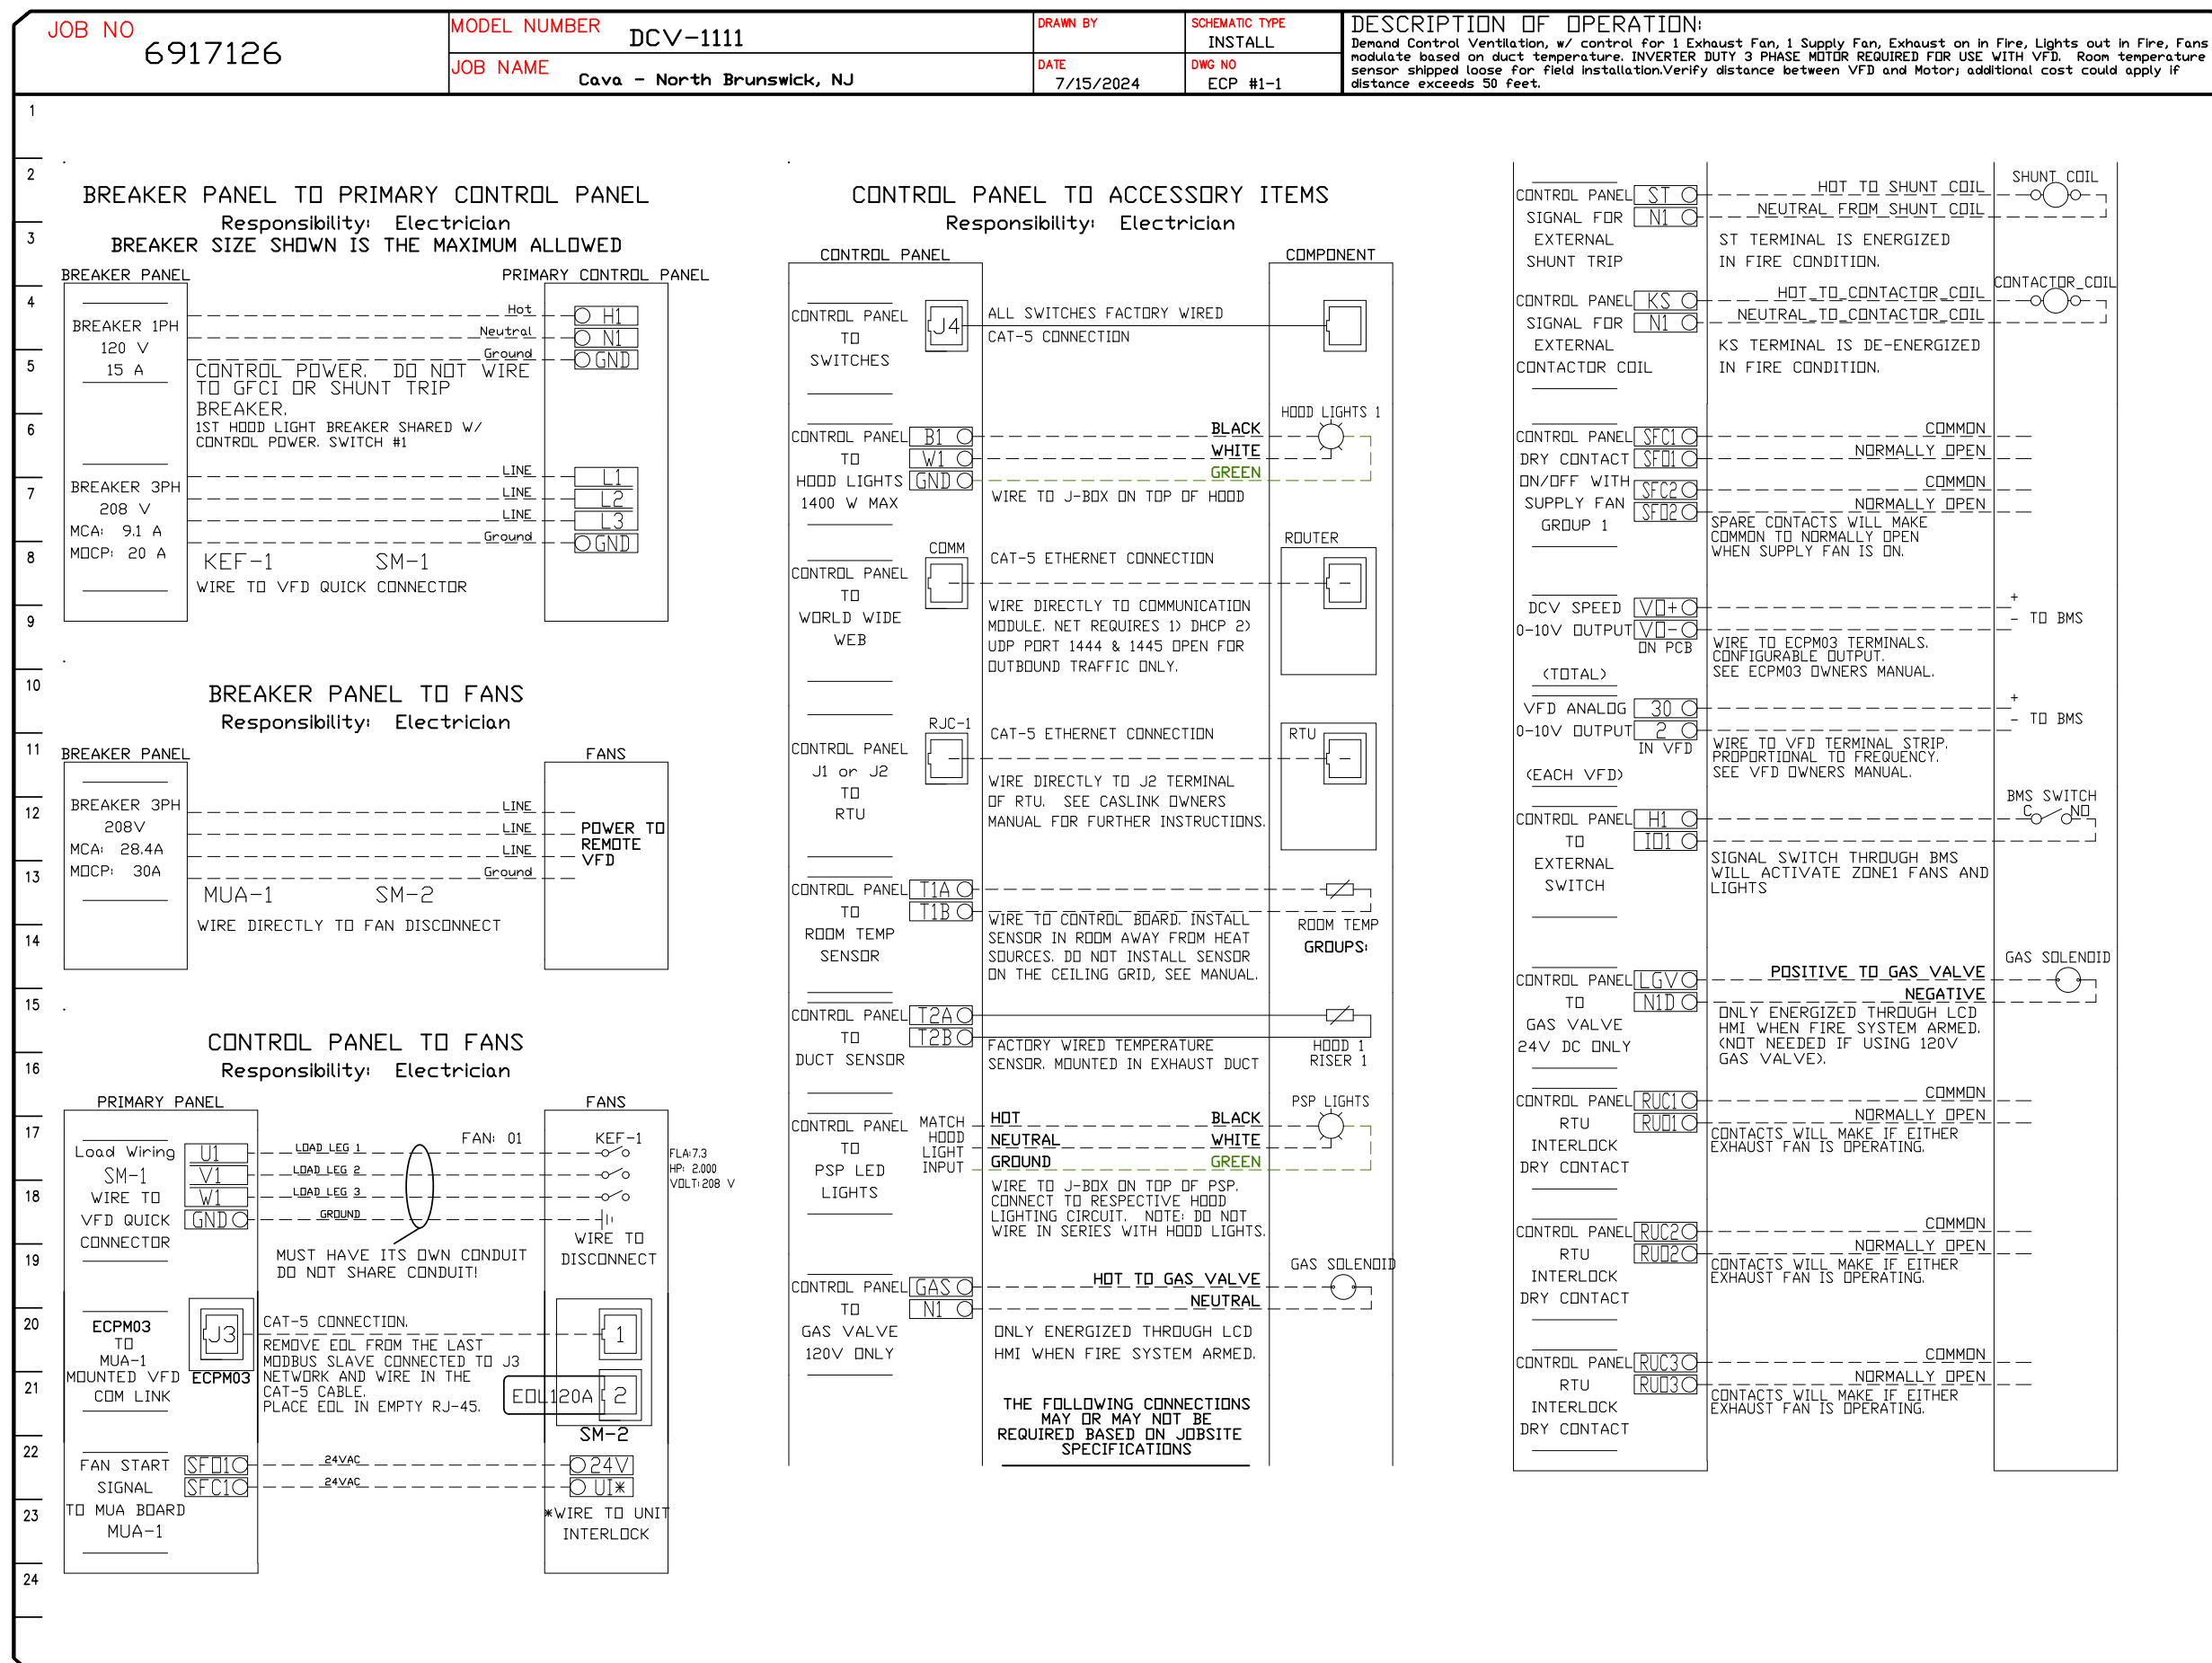 JOB NO
6917126
MODEL NUMBER
DCV-1111
JOB NAME
Cava - North Brunswick, NJ
DRAWN BY
SCHEMATIC TYPE
INSTALL
DATE
7/15/2024
DWG NO
ECP #1-1
DESCRIPTION OF OPERATION:
Demand Control Ventilation, w/ control for 1 Exhaust Fan, 1 Supply Fan, Exhaust on in Fire, Lights out in Fire, Fans
modulate based on duct temperature. INVERTER DUTY 3 PHASE MOTOR REQUIRED FOR USE WITH VFD. Room temperature
sensor shipped loose for field installation.Verify distance between VFD and Motor; additional cost could apply if
distance exceeds 50 feet.
1
2
3
4
5
6
7
8
9
10
11
12
13
14
15
16
17
18
19
20
21
22
23
24
BREAKER PANEL TO PRIMARY CONTROL PANEL
Responsibility: Electrician
BREAKER SIZE SHOWN IS THE MAXIMUM ALLOWED
BREAKER PANEL
PRIMARY CONTROL PANEL
BREAKER 1PH
120 V
15 A
Hot
H1
Neutral
N1
Ground
GND
CONTROL POWER. DO NOT WIRE
TO GFCI OR SHUNT TRIP
BREAKER.
1ST HOOD LIGHT BREAKER SHARED W/
CONTROL POWER. SWITCH #1
BREAKER 3PH
208 V
MCA: 9.1 A
MOCP: 20 A
LINE
L1
LINE
L2
LINE
L3
Ground
GND
KEF-1 SM-1
WIRE TO VFD QUICK CONNECTOR
BREAKER PANEL TO FANS
Responsibility: Electrician
BREAKER PANEL
FANS
BREAKER 3PH
208V
MCA: 28.4A
MOCP: 30A
LINE
LINE
LINE
Ground
POWER TO
REMOTE
VFD
MUA-1 SM-2
WIRE DIRECTLY TO FAN DISCONNECT
CONTROL PANEL TO FANS
Responsibility: Electrician
PRIMARY PANEL
FANS
Load Wiring
SM-1
WIRE TO
VFD QUICK
CONNECTOR
U1
V1
W1
GND
LOAD LEG 1
LOAD LEG 2
LOAD LEG 3
GROUND
FAN: 01
KEF-1
FLA:7.3
HP: 2.000
VOLT:208 V
WIRE TO
DISCONNECT
MUST HAVE ITS OWN CONDUIT
DO NOT SHARE CONDUIT!
ECPM03
TO
MUA-1
MOUNTED VFD
COM LINK
J3
ECPM03
CAT-5 CONNECTION.
REMOVE EOL FROM THE LAST
MODBUS SLAVE CONNECTED TO J3
NETWORK AND WIRE IN THE
CAT-5 CABLE.
PLACE EOL IN EMPTY RJ-45.
1
EOL120A
2
SM-2
FAN START
SIGNAL
TO MUA BOARD
MUA-1
SFO1
SFC1
24VAC
24VAC
24V
UI*
*WIRE TO UNIT
INTERLOCK
CONTROL PANEL TO ACCESSORY ITEMS
Responsibility: Electrician
CONTROL PANEL
COMPONENT
CONTROL PANEL
TO
SWITCHES
J4
ALL SWITCHES FACTORY WIRED
CAT-5 CONNECTION
CONTROL PANEL
TO
HOOD LIGHTS
1400 W MAX
B1
W1
GND
BLACK
WHITE
GREEN
HOOD LIGHTS 1
WIRE TO J-BOX ON TOP OF HOOD
CONTROL PANEL
TO
WORLD WIDE
WEB
COMM
CAT-5 ETHERNET CONNECTION
ROUTER
WIRE DIRECTLY TO COMMUNICATION
MODULE. NET REQUIRES 1) DHCP 2)
UDP PORT 1444 & 1445 OPEN FOR
OUTBOUND TRAFFIC ONLY.
CONTROL PANEL
J1 or J2
TO
RTU
RJC-1
CAT-5 ETHERNET CONNECTION
RTU
WIRE DIRECTLY TO J2 TERMINAL
OF RTU. SEE CASLINK OWNERS
MANUAL FOR FURTHER INSTRUCTIONS.
CONTROL PANEL
TO
ROOM TEMP
SENSOR
T1A
T1B
WIRE TO CONTROL BOARD. INSTALL
SENSOR IN ROOM AWAY FROM HEAT
SOURCES. DO NOT INSTALL SENSOR
ON THE CEILING GRID, SEE MANUAL.
ROOM TEMP
GROUPS:
CONTROL PANEL
TO
DUCT SENSOR
T2A
T2B
FACTORY WIRED TEMPERATURE
SENSOR. MOUNTED IN EXHAUST DUCT
HOOD 1
RISER 1
CONTROL PANEL
TO
PSP LED
LIGHTS
MATCH
HOOD
LIGHT
INPUT
HOT
NEUTRAL
GROUND
BLACK
WHITE
GREEN
PSP LIGHTS
WIRE TO J-BOX ON TOP OF PSP.
CONNECT TO RESPECTIVE HOOD
LIGHTING CIRCUIT. NOTE: DO NOT
WIRE IN SERIES WITH HOOD LIGHTS.
CONTROL PANEL
TO
GAS VALVE
120V ONLY
GAS
N1
HOT TO GAS VALVE
NEUTRAL
GAS SOLENOID
ONLY ENERGIZED THROUGH LCD
HMI WHEN FIRE SYSTEM ARMED.
THE FOLLOWING CONNECTIONS
MAY OR MAY NOT BE
REQUIRED BASED ON JOBSITE
SPECIFICATIONS
CONTROL PANEL
SIGNAL FOR
EXTERNAL
SHUNT TRIP
ST
N1
HOT TO SHUNT COIL
NEUTRAL FROM SHUNT COIL
SHUNT COIL
ST TERMINAL IS ENERGIZED
IN FIRE CONDITION.
CONTROL PANEL
SIGNAL FOR
EXTERNAL
CONTACTOR COIL
KS
N1
HOT TO CONTACTOR COIL
NEUTRAL TO CONTACTOR COIL
CONTACTOR COIL
KS TERMINAL IS DE-ENERGIZED
IN FIRE CONDITION.
CONTROL PANEL
DRY CONTACT
ON/OFF WITH
SUPPLY FAN
GROUP 1
SFC1
SFO1
SFC2
SFO2
COMMON
NORMALLY OPEN
COMMON
NORMALLY OPEN
SPARE CONTACTS WILL MAKE
COMMON TO NORMALLY OPEN
WHEN SUPPLY FAN IS ON.
DCV SPEED
0-10V OUTPUT
(TOTAL)
VO+
VO-
ON PCB
+
- TO BMS
WIRE TO ECPM03 TERMINALS.
CONFIGURABLE OUTPUT.
SEE ECPM03 OWNERS MANUAL.
VFD ANALOG
0-10V OUTPUT
(EACH VFD)
30
2
IN VFD
+
- TO BMS
WIRE TO VFD TERMINAL STRIP.
PROPORTIONAL TO FREQUENCY.
SEE VFD OWNERS MANUAL.
CONTROL PANEL
TO
EXTERNAL
SWITCH
H1
IO1
BMS SWITCH
C NO
SIGNAL SWITCH THROUGH BMS
WILL ACTIVATE ZONE1 FANS AND
LIGHTS
CONTROL PANEL
TO
GAS VALVE
24V DC ONLY
LGV
N1D
POSITIVE TO GAS VALVE
NEGATIVE
GAS SOLENOID
ONLY ENERGIZED THROUGH LCD
HMI WHEN FIRE SYSTEM ARMED.
(NOT NEEDED IF USING 120V
GAS VALVE).
CONTROL PANEL
RTU
INTERLOCK
DRY CONTACT
RUC1
RUO1
COMMON
NORMALLY OPEN
CONTACTS WILL MAKE IF EITHER
EXHAUST FAN IS OPERATING.
CONTROL PANEL
RTU
INTERLOCK
DRY CONTACT
RUC2
RUO2
COMMON
NORMALLY OPEN
CONTACTS WILL MAKE IF EITHER
EXHAUST FAN IS OPERATING.
CONTROL PANEL
RTU
INTERLOCK
DRY CONTACT
RUC3
RUO3
COMMON
NORMALLY OPEN
CONTACTS WILL MAKE IF EITHER
EXHAUST FAN IS OPERATING.